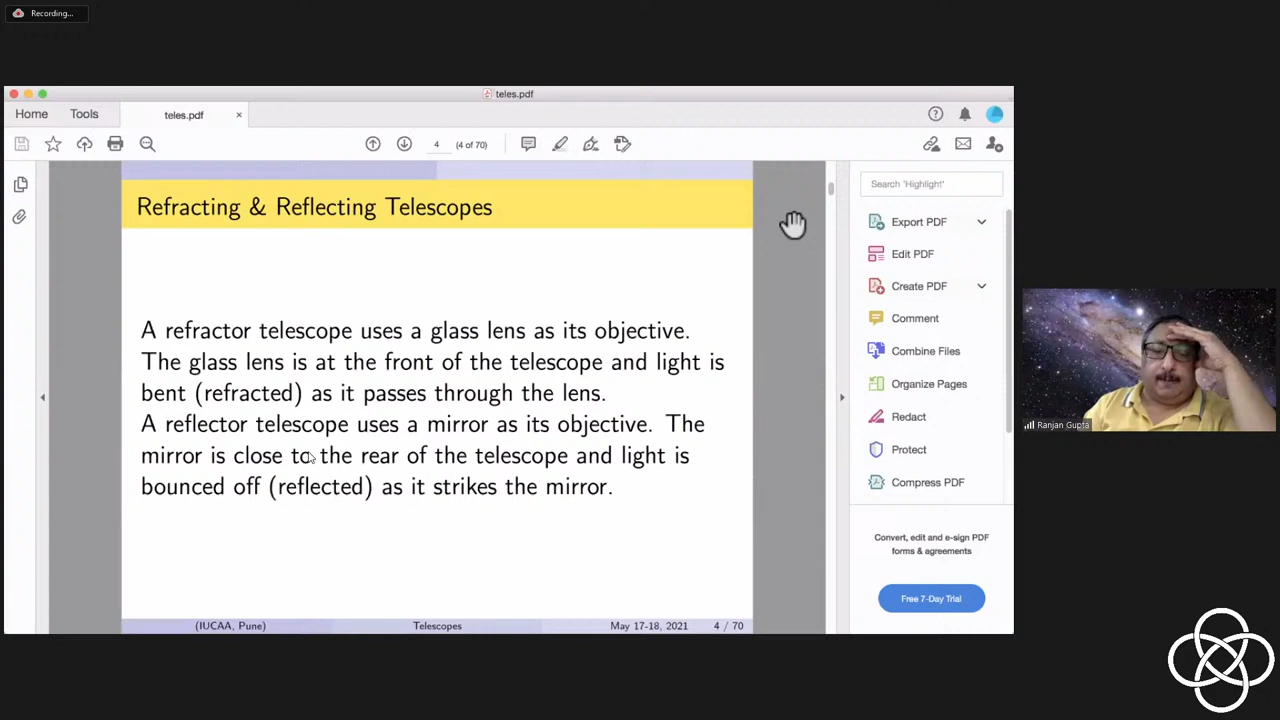 Recording...
teles.pdf
Home
Tools
teles.pdf
×
4
(4 of 70)
Refracting & Reflecting Telescopes
A refractor telescope uses a glass lens as its objective.
The glass lens is at the front of the telescope and light is
bent (refracted) as it passes through the lens.
A reflector telescope uses a mirror as its objective. The
mirror is close to the rear of the telescope and light is
bounced off (reflected) as it strikes the mirror.
(IUCAA, Pune)
Telescopes
May 17-18, 2021
4 / 70
Search 'Highlight'
Export PDF
Edit PDF
Create PDF
Comment
Combine Files
Organize Pages
Redact
Protect
Compress PDF
Convert, edit and e-sign PDF
forms & agreements
Free 7-Day Trial
Ranjan Gupta